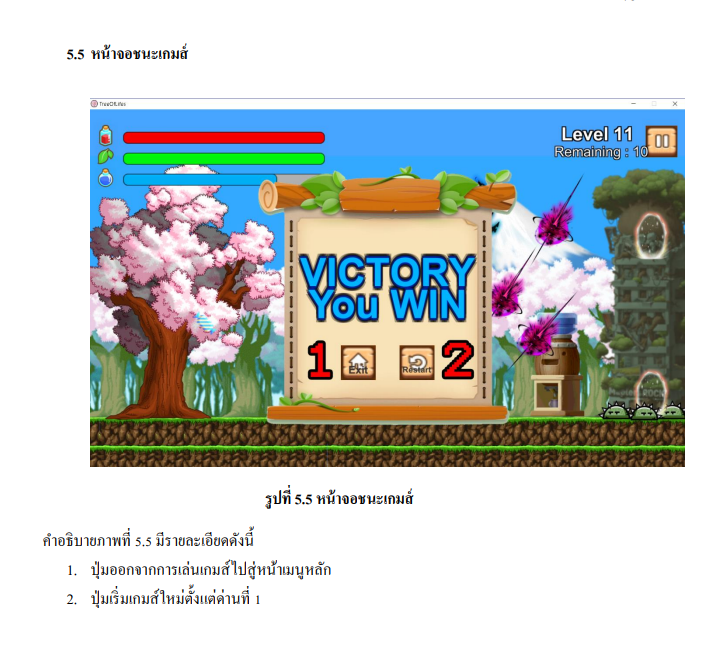 5.5 หน้าจอชนะเกมส์
TreeOfLifes
Level 11
Remaining : 10
VICTORY
You WIN
1 Exit Restart 2
รูปที่ 5.5 หน้าจอชนะเกมส์
คำอธิบายภาพที่ 5.5 มีรายละเอียดดังนี้
1. ปุ่มออกจากการเล่นเกมส์ไปสู่หน้าเมนูหลัก
2. ปุ่มเริ่มเกมส์ใหม่ตั้งแต่ด่านที่ 1